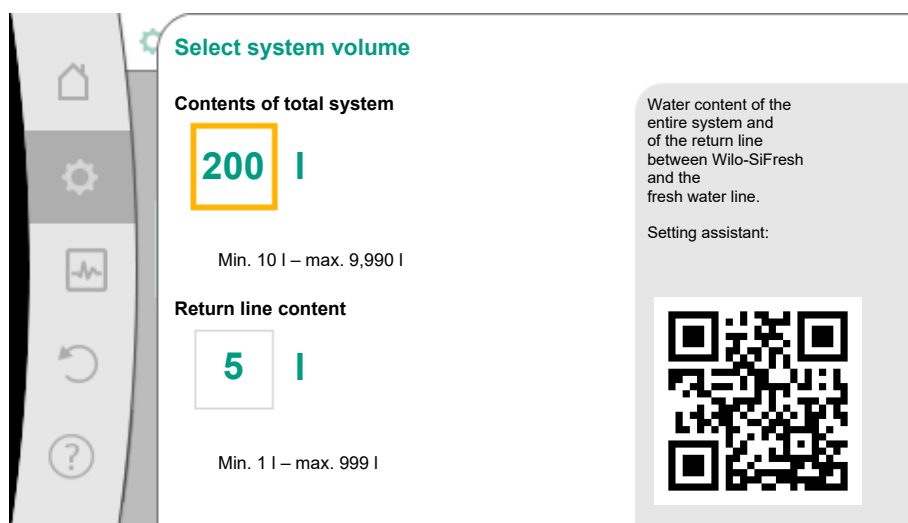 Select system volume
Contents of total system
200 l
Min. 10 l – max. 9,990 l
Return line content
5 l
Min. 1 l – max. 999 l
Water content of the
entire system and
of the return line
between Wilo-SiFresh
and the
fresh water line.
Setting assistant:
?